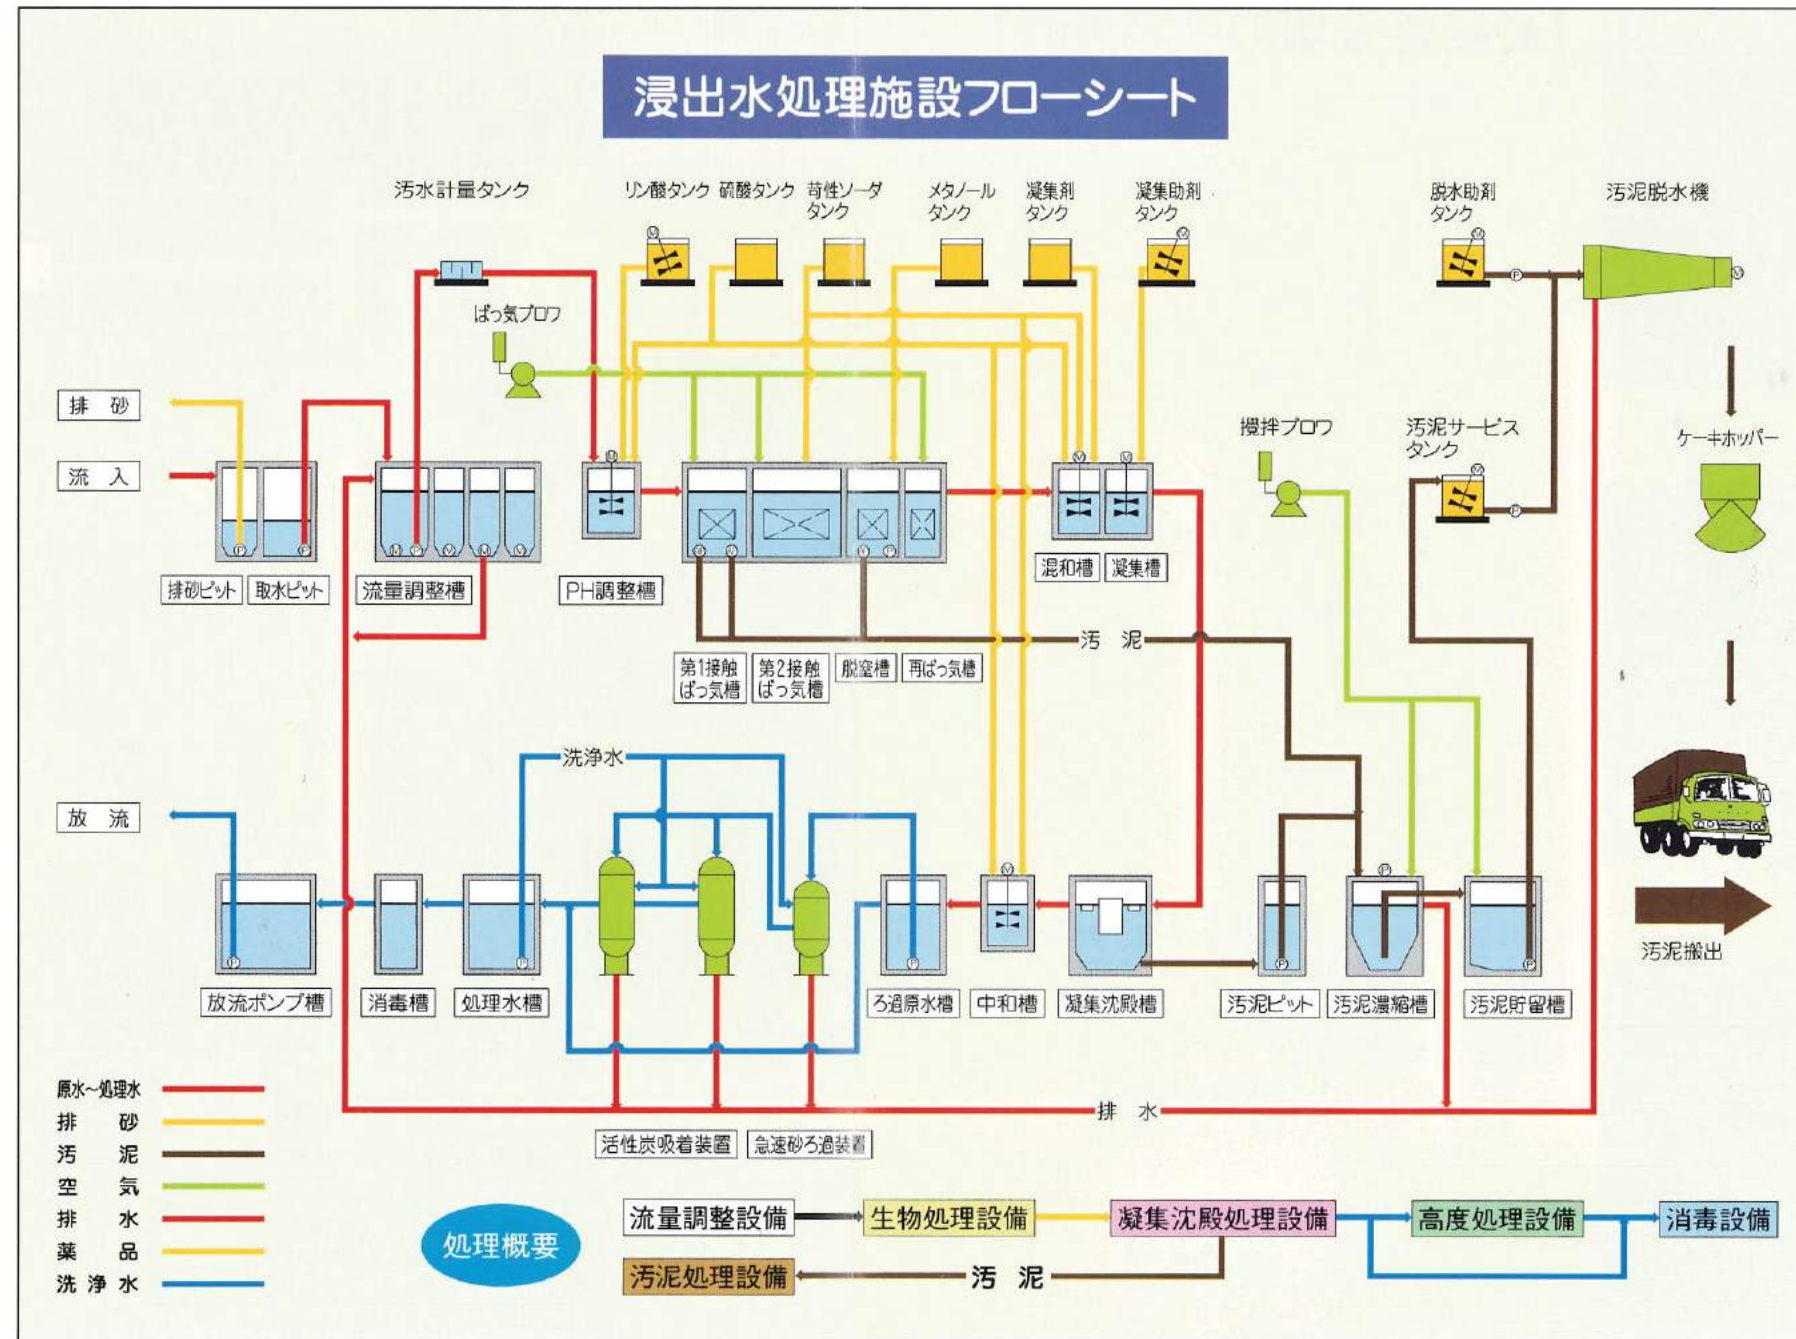 浸出水処理施設フローシート
汚水計量タンク
リン酸タンク
硫酸タンク
苛性ソーダ
タンク
メタノール
タンク
凝集剤
タンク
凝集助剤
タンク
脱水助剤
タンク
汚泥脱水機
ばっ気ブロワ
排 砂
流 入
排砂ピット
取水ピット
流量調整槽
PH調整槽
第1接触
ばっ気槽
第2接触
ばっ気槽
脱窒槽
再ばっ気槽
混和槽
凝集槽
撹拌ブロワ
汚泥サービス
タンク
ケーキホッパー
汚 泥
洗浄水
放 流
放流ポンプ槽
消毒槽
処理水槽
ろ過原水槽
中和槽
凝集沈殿槽
汚泥ピット
汚泥濃縮槽
汚泥貯留槽
汚泥搬出
排 水
活性炭吸着装置
急速砂ろ過装置
原水～処理水
排 砂
汚 泥
空 気
排 水
薬 品
洗 浄 水
処理概要
流量調整設備
生物処理設備
凝集沈殿処理設備
高度処理設備
消毒設備
汚泥処理設備
汚 泥